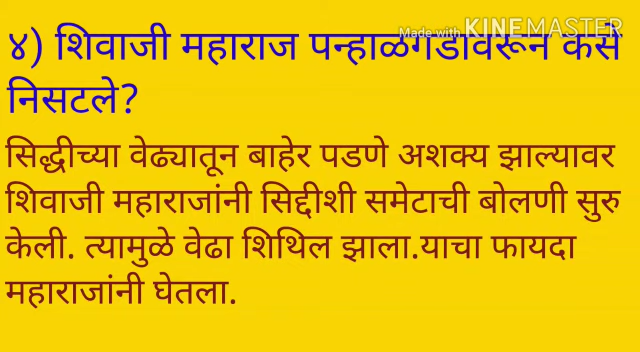 Made with KINEMASTER
४) शिवाजी महाराज पन्हाळगडावरून कसे
निसटले?
सिद्धीच्या वेढ्यातून बाहेर पडणे अशक्य झाल्यावर
शिवाजी महाराजांनी सिद्दीशी समेटाची बोलणी सुरु
केली. त्यामुळे वेढा शिथिल झाला.याचा फायदा
महाराजांनी घेतला.